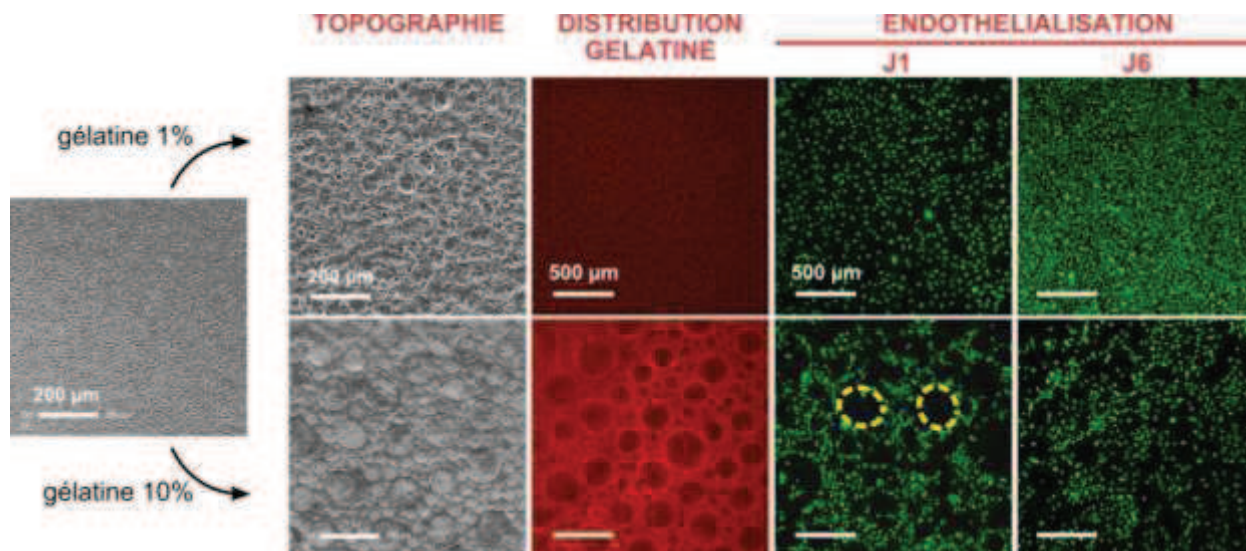 TOPOGRAPHIE
DISTRIBUTION
GELATINE
ENDOTHELIALISATION
J1
J6
gélatine 1%
200 µm
500 µm
500 µm
200 µm
gélatine 10%